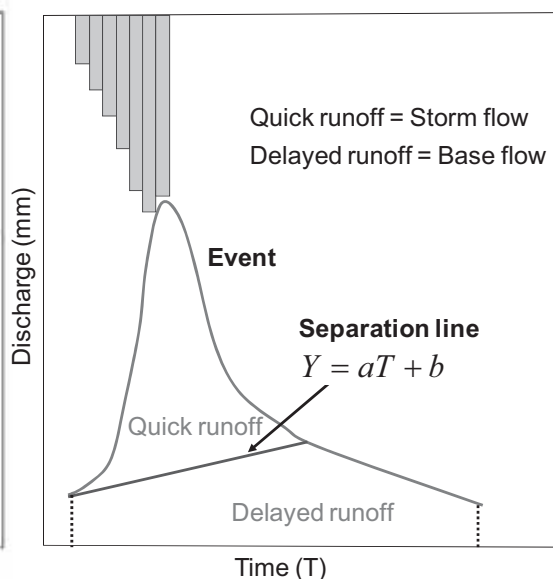 Quick runoff = Storm flow
Delayed runoff = Base flow
Discharge (mm)
Event
Separation line
Y = aT + b
Quick runoff
Delayed runoff
Time (T)